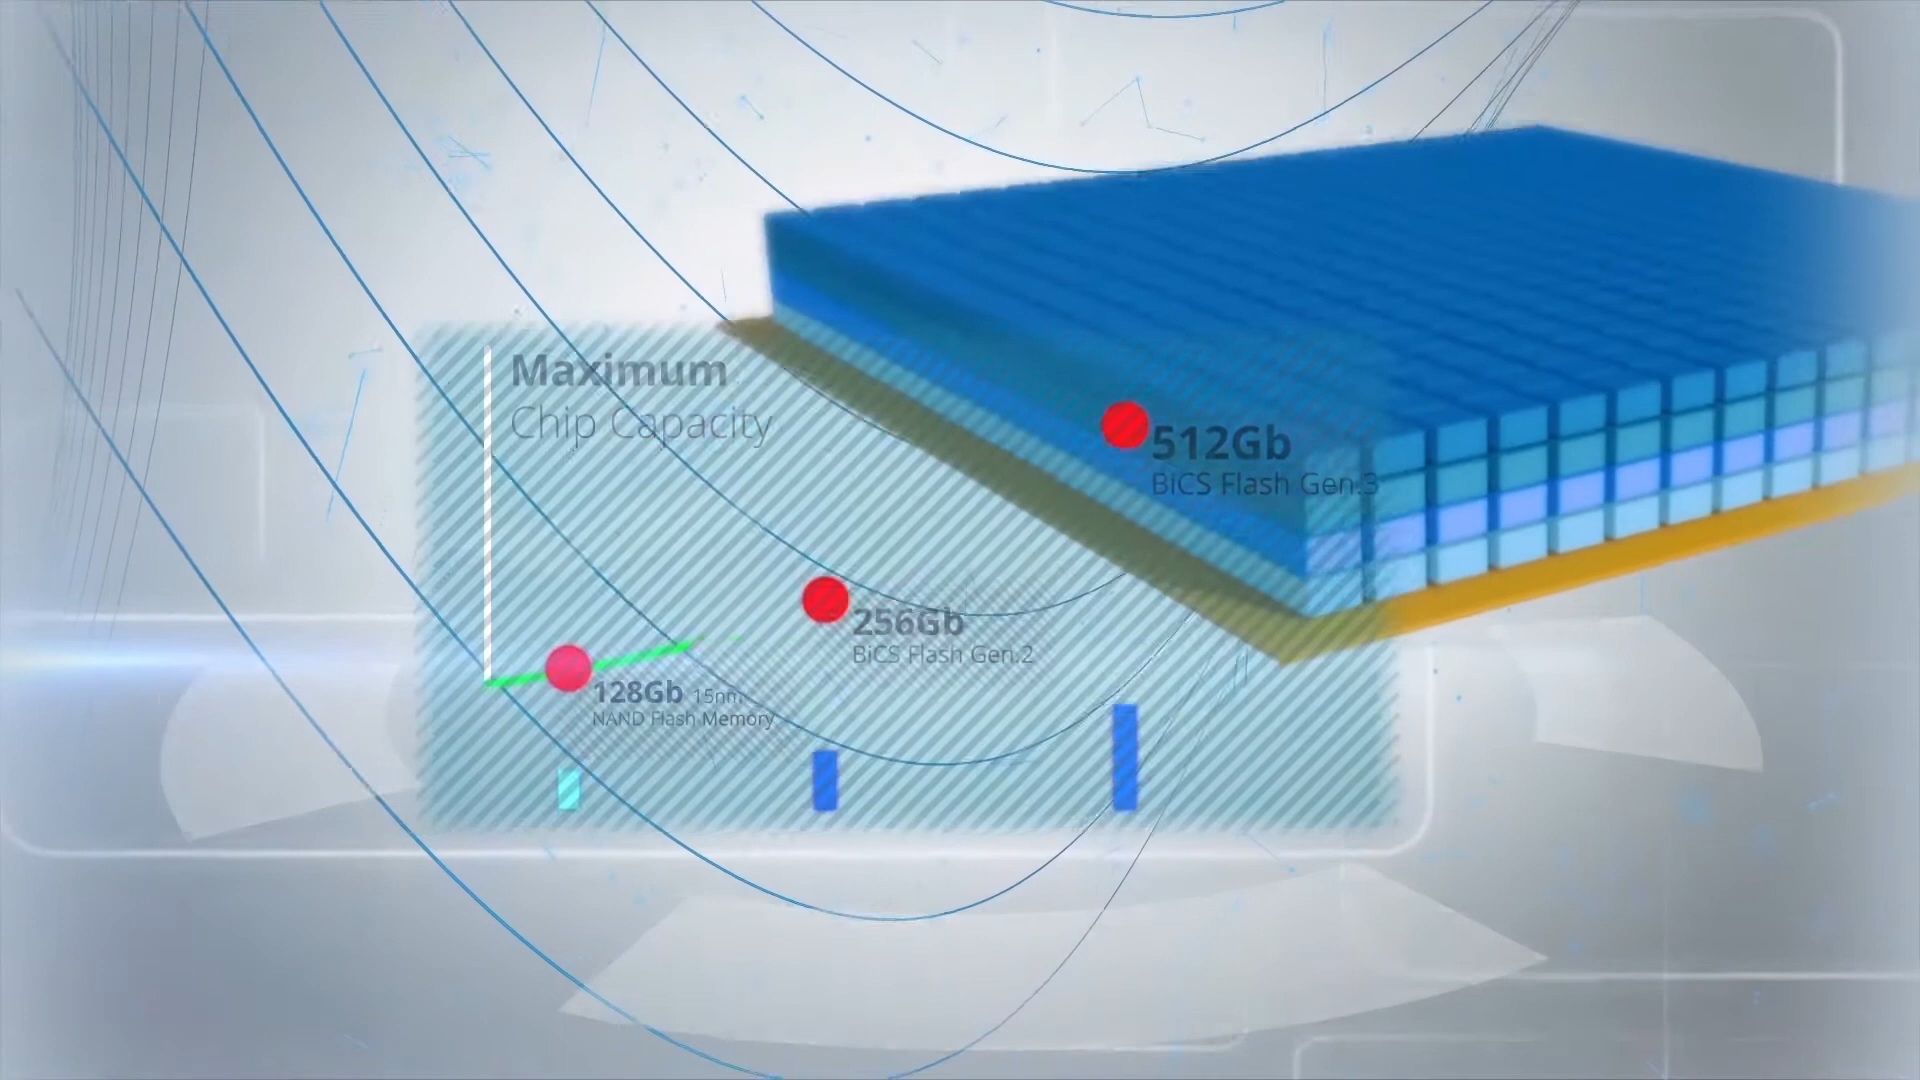 Maximum
Chip Capacity
512Gb
BiCS Flash Gen.3
256Gb
BiCS Flash Gen.2
128Gb 15nm
NAND Flash Memory